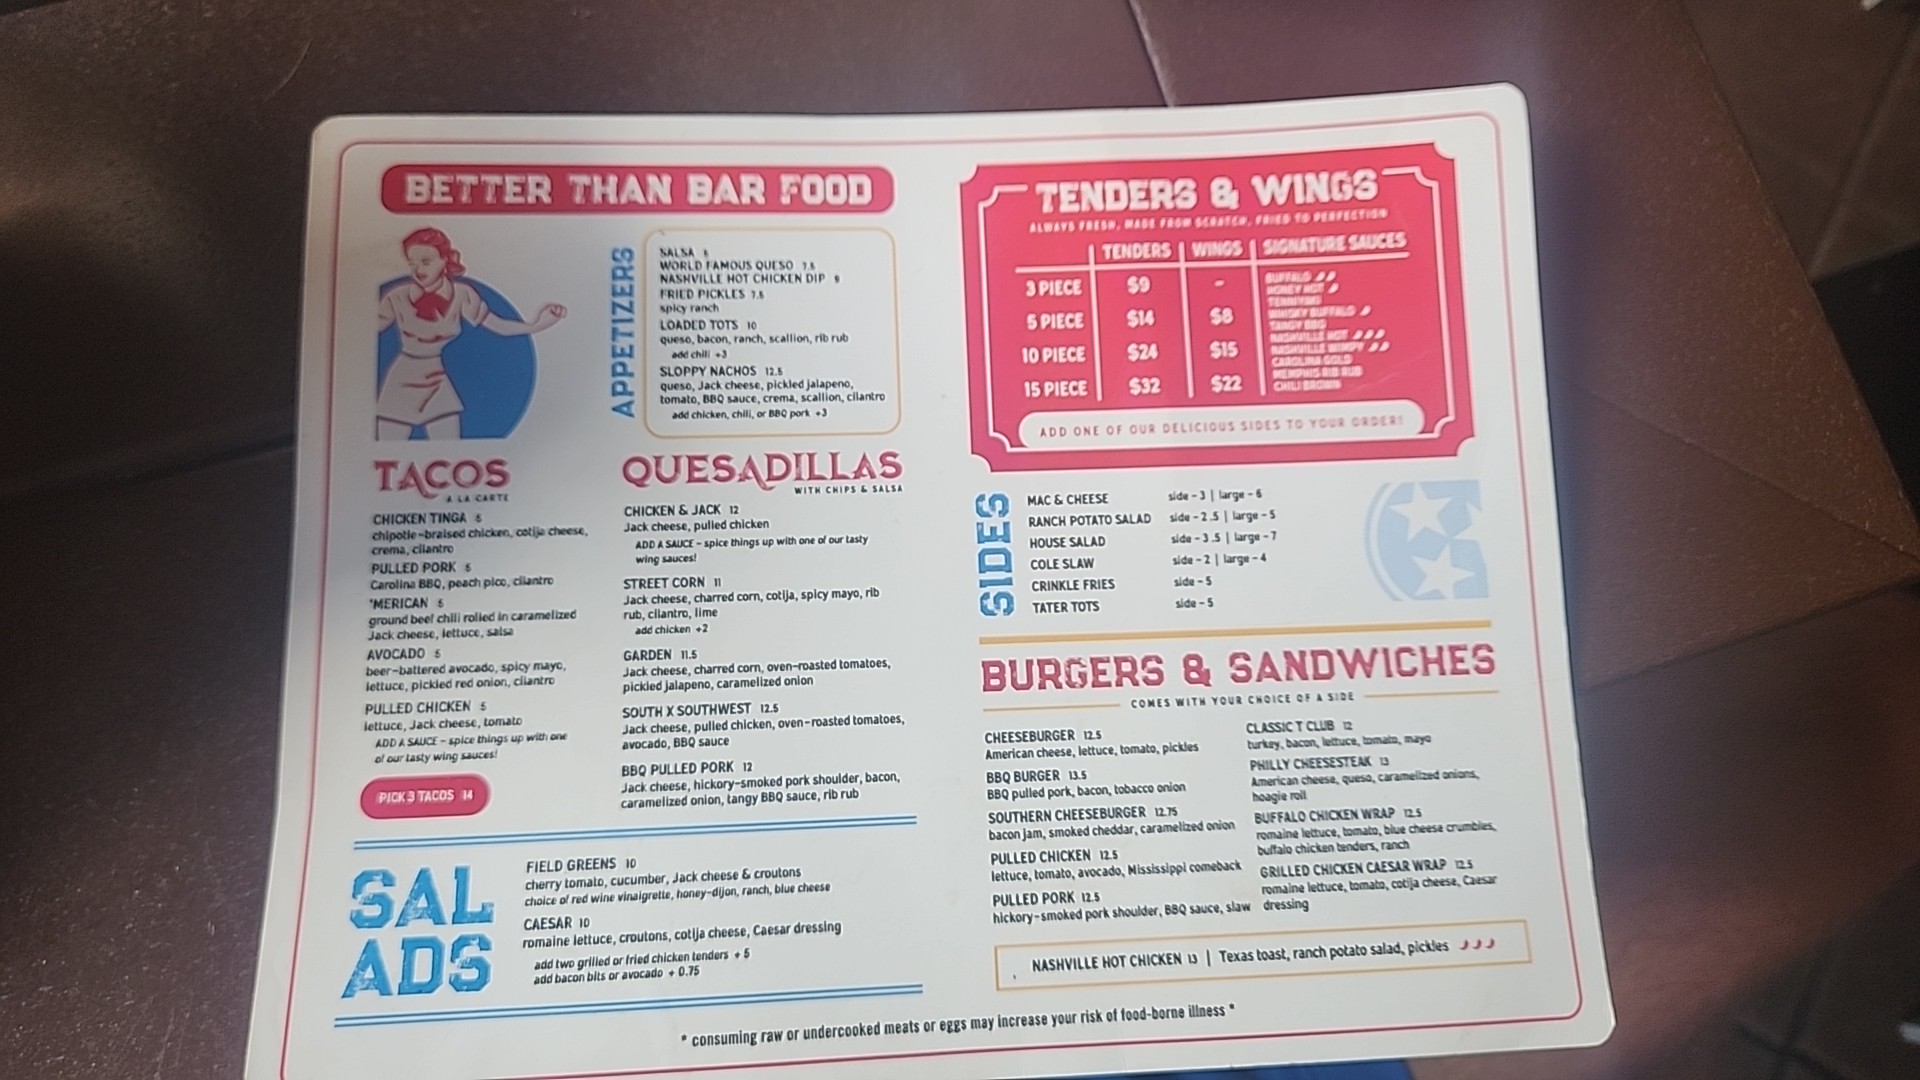 BETTER THAN BAR FOOD
APPETIZERS
SALSA
WORLD FAMOUS QUESO 7.5
NASHVILLE HOT CHICKEN DIP 9
FRIED PICKLES 7.5
spicy ranch
LOADED TOTS 10
queso, bacon, ranch, scallion, rib rub
add chili +3
SLOPPY NACHOS 12.5
queso, Jack cheese, pickled jalapeno,
tomato, BBQ sauce, crema, scallion, cilantro
add chicken, chili, or BBQ pork +3
TACOS
A LA CARTE
CHICKEN TINGA 5
chipotle-braised chicken, cotija cheese,
crema, cilantro
PULLED PORK 5
Carolina BBQ, peach pico, cilantro
'MERICAN 5
ground beef chili rolled in caramelized
Jack cheese, lettuce, salsa
AVOCADO 5
beer-battered avocado, spicy mayo,
lettuce, pickled red onion, cilantro
PULLED CHICKEN 5
lettuce, Jack cheese, tomato
ADD A SAUCE - spice things up with one
of our tasty wing sauces!
PICK 3 TACOS 14
QUESADILLAS
WITH CHIPS & SALSA
CHICKEN & JACK 12
Jack cheese, pulled chicken
ADD A SAUCE - spice things up with one of our tasty
wing sauces!
STREET CORN 11
Jack cheese, charred corn, cotija, spicy mayo, rib
rub, cilantro, lime
add chicken +2
GARDEN 11.5
Jack cheese, charred corn, oven-roasted tomatoes,
pickled jalapeno, caramelized onion
SOUTH X SOUTHWEST 12.5
Jack cheese, pulled chicken, oven-roasted tomatoes,
avocado, BBQ sauce
BBQ PULLED PORK 12
Jack cheese, hickory-smoked pork shoulder, bacon,
caramelized onion, tangy BBQ sauce, rib rub
SAL
ADS
FIELD GREENS 10
cherry tomato, cucumber, Jack cheese & croutons
choice of red wine vinaigrette, honey-dijon, ranch, blue cheese
CAESAR 10
romaine lettuce, croutons, cotija cheese, Caesar dressing
add two grilled or fried chicken tenders + 5
add bacon bits or avocado + 0.75
TENDERS & WINGS
ALWAYS FRESH, MADE FROM SCRATCH, FRIED TO PERFECTION
TENDERS | WINGS | SIGNATURE SAUCES
3 PIECE $9 -
5 PIECE $14 $8
10 PIECE $24 $15
15 PIECE $32 $22
BUFFALO
HONEY HOT
TERIYAKI
WHISKY BUFFALO
TANGY BBQ
NASHVILLE HOT
NASHVILLE WIMPY
CAROLINA GOLD
MEMPHIS RIB RUB
CHILI BROWN
ADD ONE OF OUR DELICIOUS SIDES TO YOUR ORDER!
SIDES
MAC & CHEESE side - 3 | large - 6
RANCH POTATO SALAD side - 2.5 | large - 5
HOUSE SALAD side - 3.5 | large - 7
COLE SLAW side - 2 | large - 4
CRINKLE FRIES side - 5
TATER TOTS side - 5
BURGERS & SANDWICHES
COMES WITH YOUR CHOICE OF A SIDE
CHEESEBURGER 12.5
American cheese, lettuce, tomato, pickles
BBQ BURGER 13.5
BBQ pulled pork, bacon, tobacco onion
SOUTHERN CHEESEBURGER 12.75
bacon jam, smoked cheddar, caramelized onion
PULLED CHICKEN 12.5
lettuce, tomato, avocado, Mississippi comeback
PULLED PORK 12.5
hickory-smoked pork shoulder, BBQ sauce, slaw
CLASSIC T CLUB 12
turkey, bacon, lettuce, tomato, mayo
PHILLY CHEESESTEAK 13
American cheese, queso, caramelized onions,
hoagie roll
BUFFALO CHICKEN WRAP 12.5
romaine lettuce, tomato, blue cheese crumbles,
buffalo chicken tenders, ranch
GRILLED CHICKEN CAESAR WRAP 12.5
romaine lettuce, tomato, cotija cheese, Caesar
dressing
NASHVILLE HOT CHICKEN 13 | Texas toast, ranch potato salad, pickles
* consuming raw or undercooked meats or eggs may increase your risk of food-borne illness *